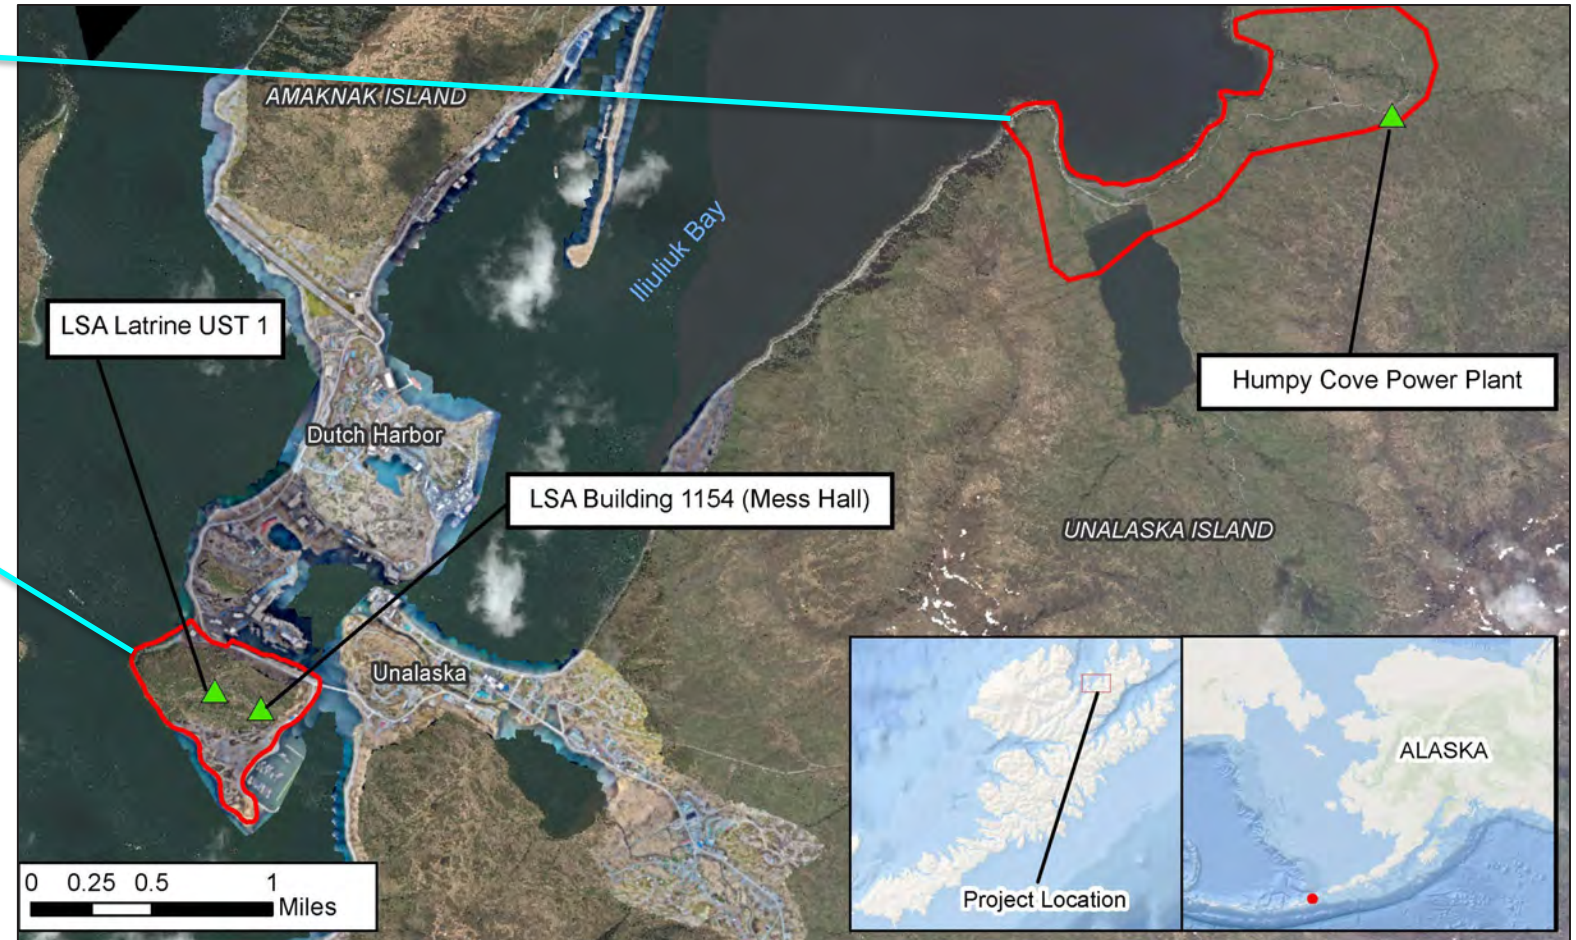 AMAKNAK ISLAND
Iliuliuk Bay
LSA Latrine UST 1
Humpy Cove Power Plant
Dutch Harbor
LSA Building 1154 (Mess Hall)
UNALASKA ISLAND
Unalaska
ALASKA
Project Location
0 0.25 0.5 1
Miles